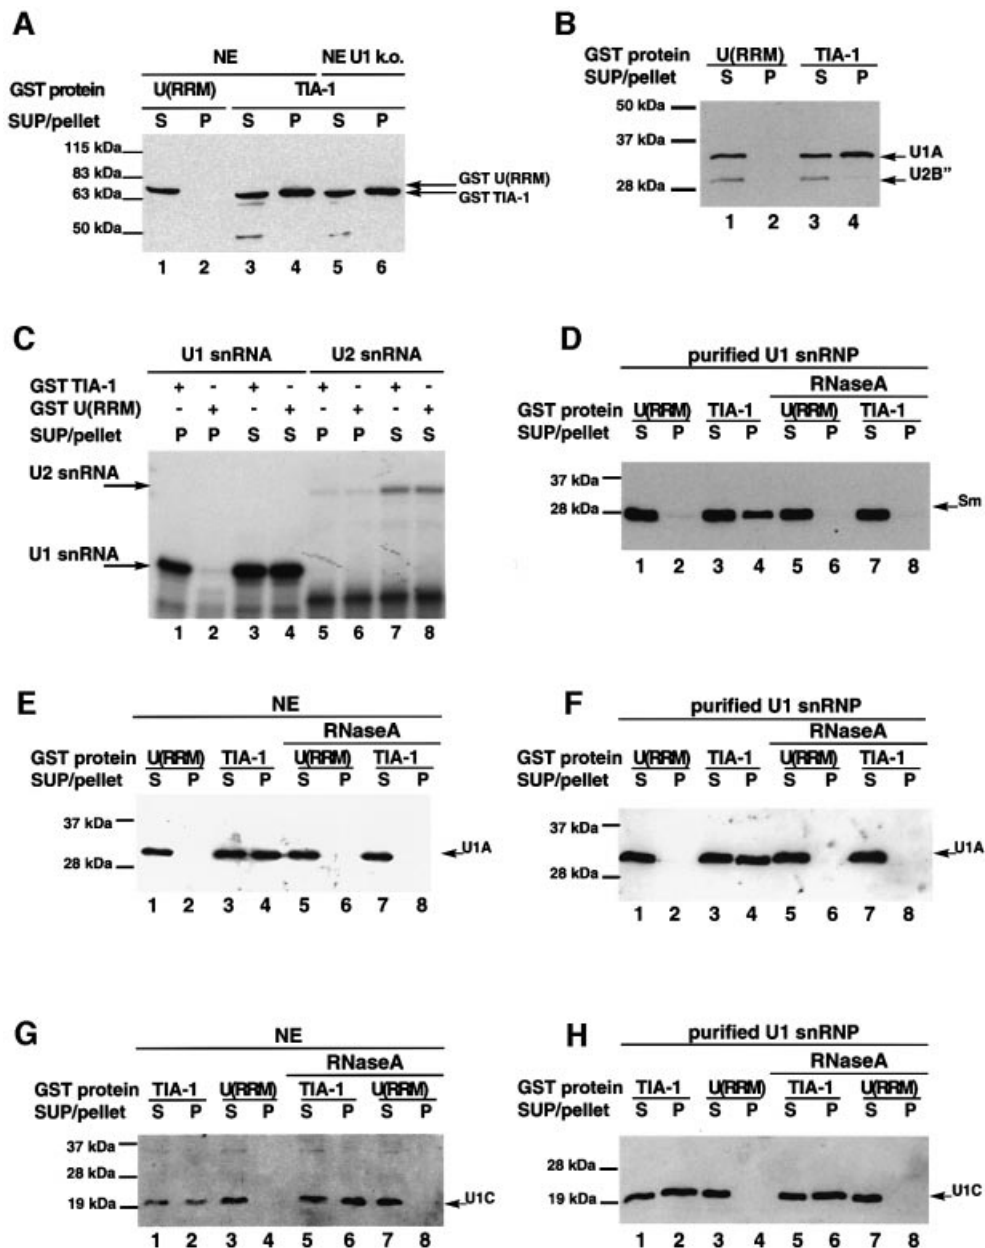 A
NE NE U1 k.o.
GST protein U(RRM) TIA-1
SUP/pellet S P S P S P
115 kDa
83 kDa
63 kDa
50 kDa
GST U(RRM)
GST TIA-1
1 2 3 4 5 6
B
GST protein U(RRM) TIA-1
SUP/pellet S P S P
50 kDa
37 kDa
28 kDa
U1A
U2B”
1 2 3 4
C
U1 snRNA U2 snRNA
GST TIA-1 + - + - + - + -
GST U(RRM) - + - + - + - +
SUP/pellet P P S S P P S S
U2 snRNA
U1 snRNA
1 2 3 4 5 6 7 8
D
purified U1 snRNP
RNaseA
GST protein U(RRM) TIA-1 U(RRM) TIA-1
SUP/pellet S P S P S P S P
37 kDa
28 kDa
Sm
1 2 3 4 5 6 7 8
E
NE
RNaseA
GST protein U(RRM) TIA-1 U(RRM) TIA-1
SUP/pellet S P S P S P S P
37 kDa
28 kDa
U1A
1 2 3 4 5 6 7 8
F
purified U1 snRNP
RNaseA
GST protein U(RRM) TIA-1 U(RRM) TIA-1
SUP/pellet S P S P S P S P
37 kDa
28 kDa
U1A
1 2 3 4 5 6 7 8
G
NE
RNaseA
GST protein TIA-1 U(RRM) TIA-1 U(RRM)
SUP/pellet S P S P S P S P
37 kDa
28 kDa
19 kDa
U1C
1 2 3 4 5 6 7 8
H
purified U1 snRNP
RNaseA
GST protein TIA-1 U(RRM) TIA-1 U(RRM)
SUP/pellet S P S P S P S P
28 kDa
19 kDa
U1C
1 2 3 4 5 6 7 8